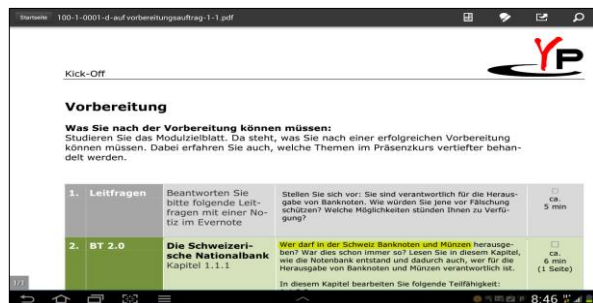 Startseite 100-1-0001-d-auf vorbereitungsauftrag-1-1.pdf
YP
Kick-Off
Vorbereitung
Was Sie nach der Vorbereitung können müssen:
Studieren Sie das Modulzielblatt. Da steht, was Sie nach einer erfolgreichen Vorbereitung
können müssen. Dabei erfahren Sie auch, welche Themen im Präsenzkurs vertiefter behan-
delt werden.
1. Leitfragen
Beantworten Sie
bitte folgende Leit-
fragen mit einer No-
tiz im Evernote
Stellen Sie sich vor: Sie sind verantwortlich für die Heraus-
gabe von Banknoten. Wie würden Sie jene vor Fälschung
schützen? Welche Möglichkeiten stünden Ihnen zu Verfü-
gung?
ca.
5 min
2. BT 2.0
Die Schweizeri-
sche Nationalbank
Kapitel 1.1.1
Wer darf in der Schweiz Banknoten und Münzen herausge-
ben? War dies schon immer so? Lesen Sie in diesem Kapitel,
wie die Notenbank entstand und dadurch auch, wer für die
Herausgabe von Banknoten und Münzen verantwortlich ist.
In diesem Kapitel bearbeiten Sie folgende Teilfähigkeit:
ca.
6 min
(1 Seite)
1/1
8:46